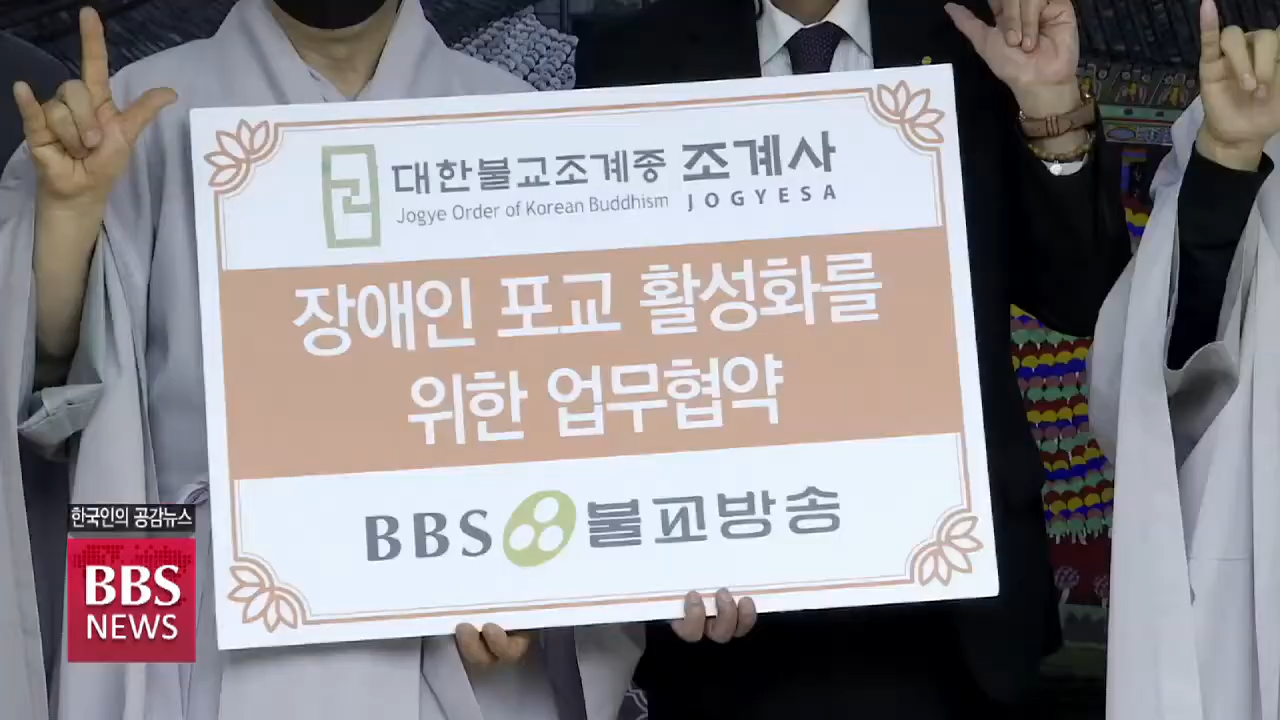 대한불교조계종 조계사
Jogye Order of Korean Buddhism JOGYESA
장애인 포교 활성화를
위한 업무협약
BBS 불교방송
한국인의 공감뉴스
BBS
NEWS